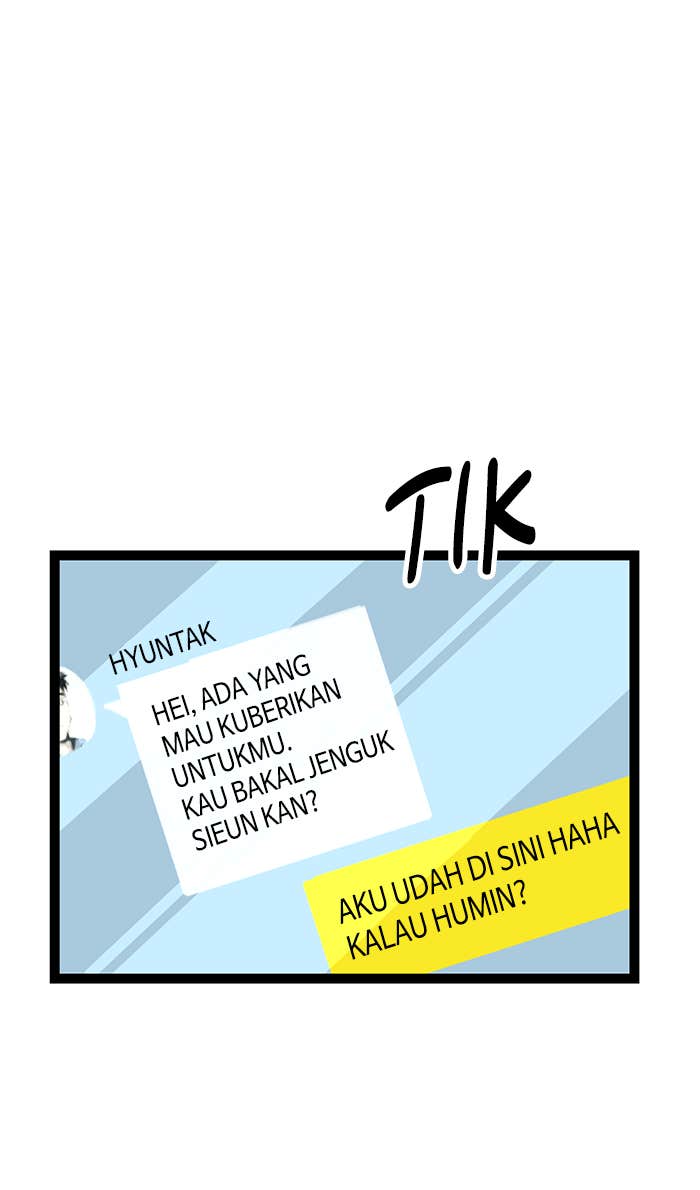 TIK
HYUNTAK
HEI, ADA YANG
MAU KUBERIKAN
UNTUKMU.
KAU BAKAL JENGUK
SIEUN KAN?
AKU UDAH DI SINI HAHA
KALAU HUMIN?